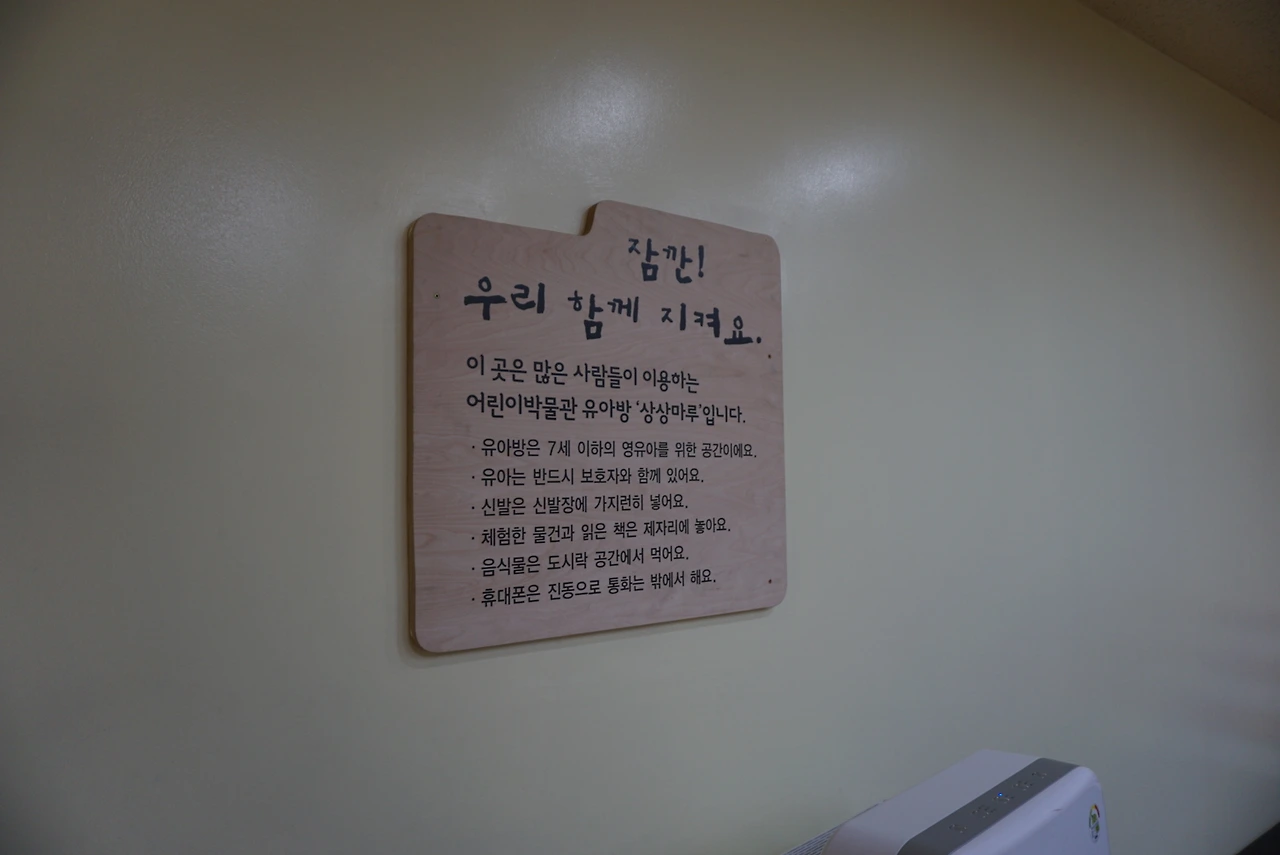 잠깐!
우리 함께 지켜요.
이 곳은 많은 사람들이 이용하는
어린이박물관 유아방 ‘상상마루’입니다.
· 유아방은 7세 이하의 영유아를 위한 공간이에요.
· 유아는 반드시 보호자와 함께 있어요.
· 신발은 신발장에 가지런히 넣어요.
· 체험한 물건과 읽은 책은 제자리에 놓아요.
· 음식물은 도시락 공간에서 먹어요.
· 휴대폰은 진동으로 통화는 밖에서 해요.